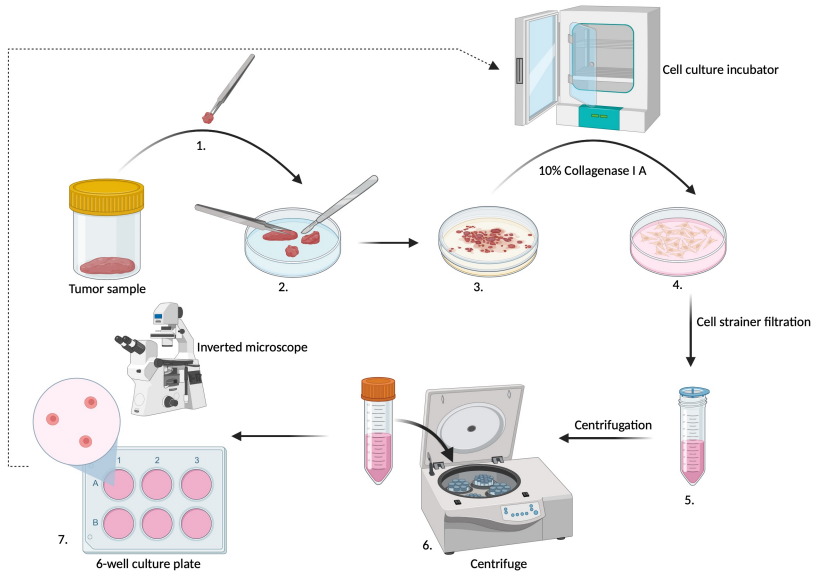 Cell culture incubator
1.
10% Collagenase I A
Tumor sample
2.
3.
4.
Cell strainer filtration
Inverted microscope
Centrifugation
1 2 3
A
B
5.
6.
7.
6-well culture plate
Centrifuge